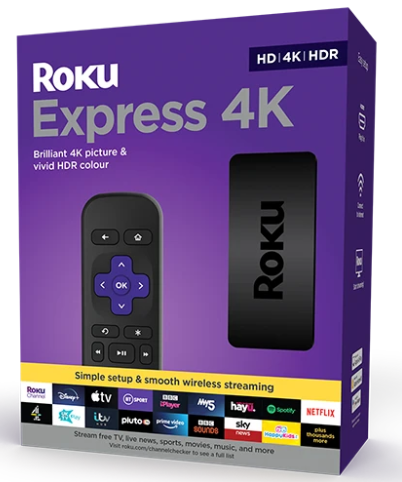 HD|4K|HDR
Roku
Express 4K
Brilliant 4K picture &
vivid HDR colour
Roku
OK
Simple setup & smooth wireless streaming
Roku Channel
Disney+
tv
BT SPORT
BBC iPlayer
My5
hayu
Spotify
NETFLIX
4
itv
pluto tv
prime video
BBC SOUNDS
sky news
HappyKids
plus thousands more
Stream free TV, live news, sports, movies, music, and more
Visit roku.com/channelchecker to see a full list